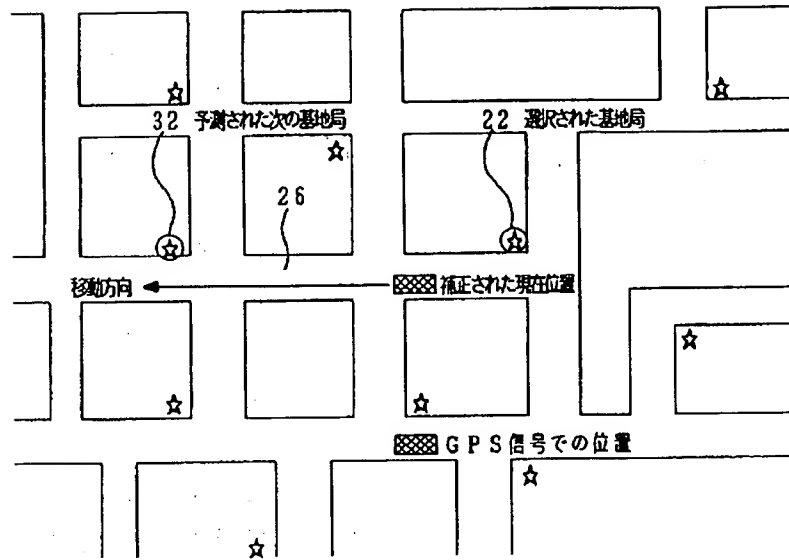 32 予測された次の基地局
22 選択された基地局
26
移動方向
補正された現在位置
GPS信号での位置